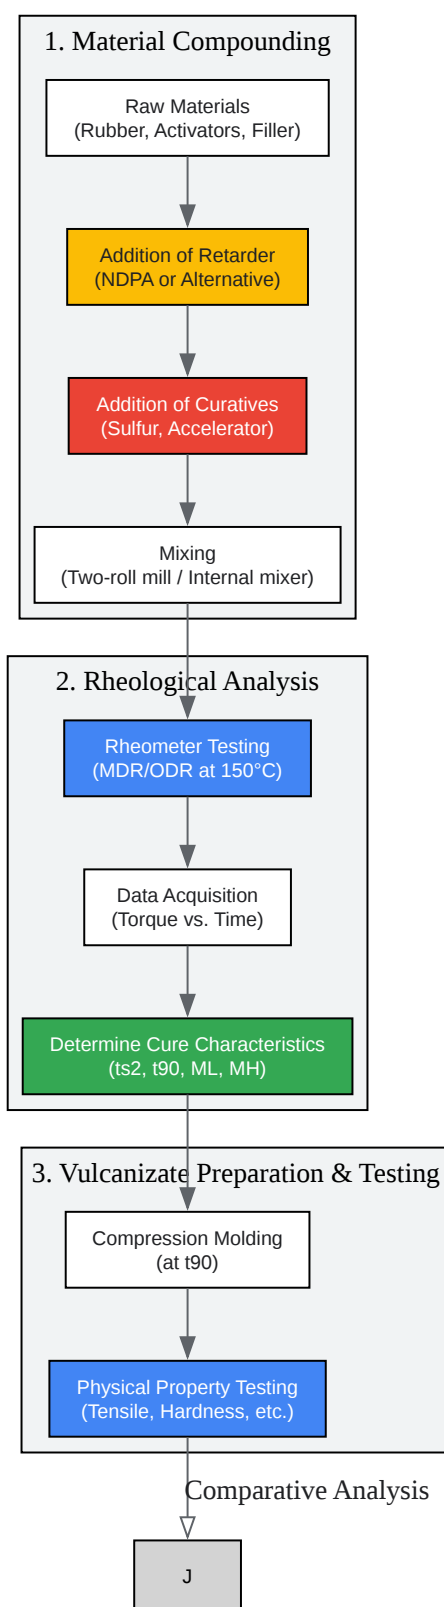 1. Material Compounding
Raw Materials
(Rubber, Activators, Filler)
Addition of Retarder
(NDPA or Alternative)
Addition of Curatives
(Sulfur, Accelerator)
Mixing
(Two-roll mill / Internal mixer)
2. Rheological Analysis
Rheometer Testing
(MDR/ODR at 150°C)
Data Acquisition
(Torque vs. Time)
Determine Cure Characteristics
(ts2, t90, ML, MH)
3. Vulcanizate Preparation & Testing
Compression Molding
(at t90)
Physical Property Testing
(Tensile, Hardness, etc.)
Comparative Analysis
J